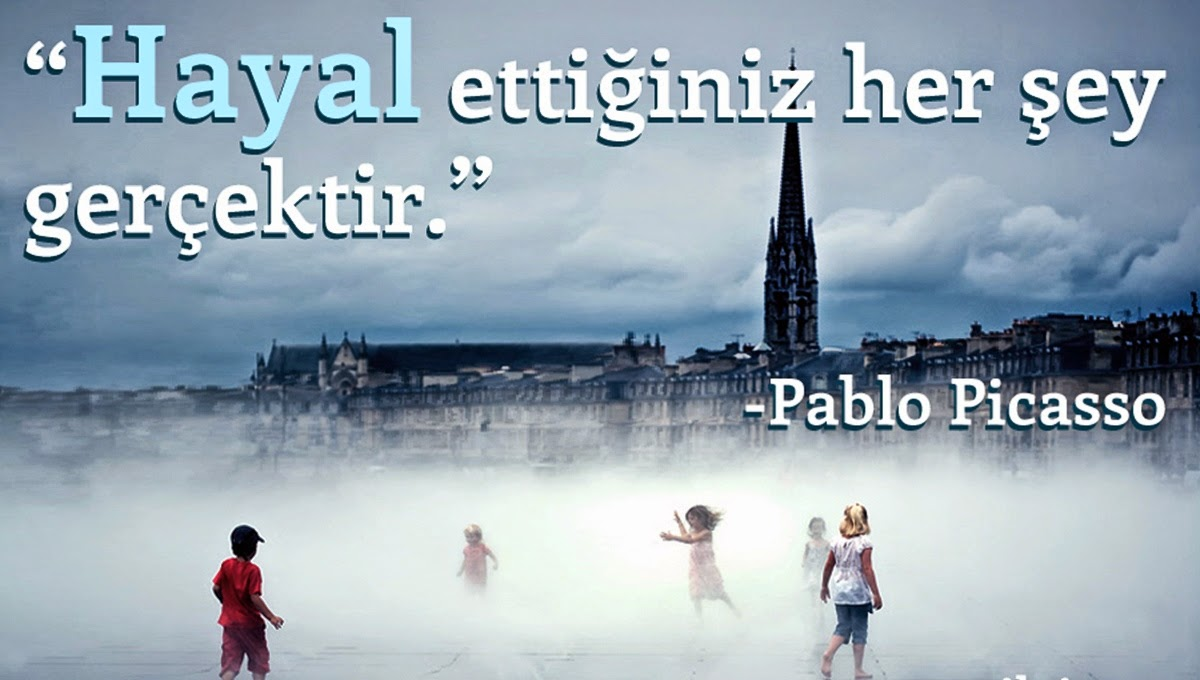 “Hayal ettiğiniz her şey
gerçektir.”
-Pablo Picasso